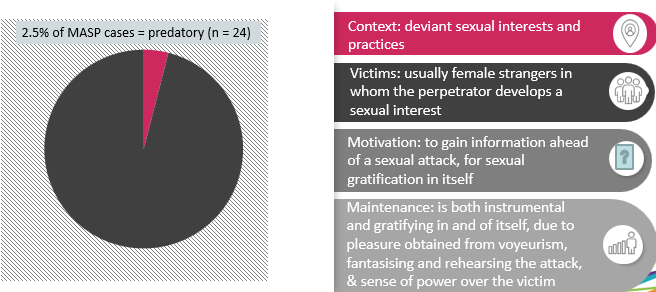 2.5% of MASP cases = predatory (n = 24)
Context: deviant sexual interests and
practices
Victims: usually female strangers in
whom the perpetrator develops a
sexual interest
Motivation: to gain information ahead
of a sexual attack, for sexual
gratification in itself
Maintenance: is both instrumental
and gratifying in and of itself, due to
pleasure obtained from voyeurism,
fantasising and rehearsing the attack,
& sense of power over the victim
?